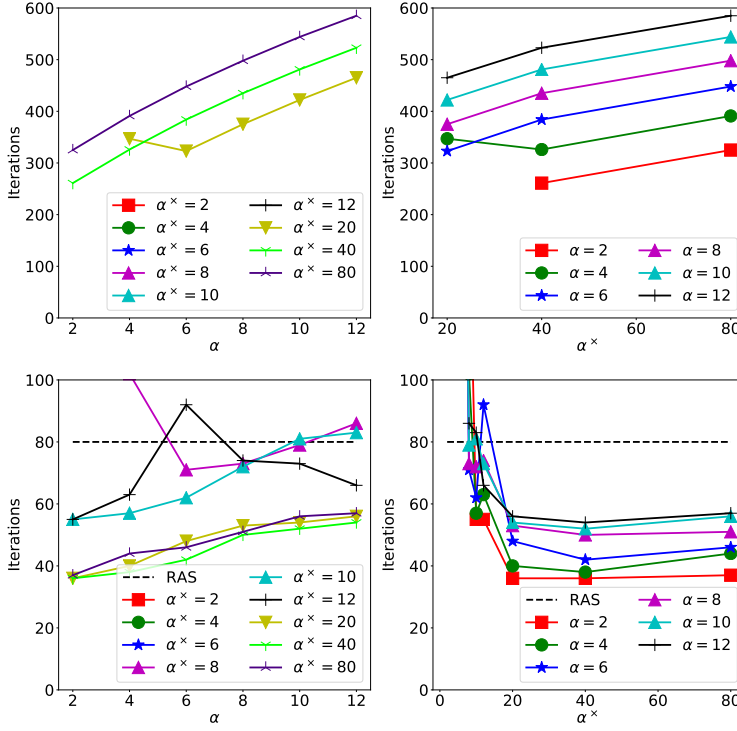 600
500
400
300
200
100
0
Iterations
2 4 6 8 10 12
α
α× = 2
α× = 4
α× = 6
α× = 8
α× = 10
α× = 12
α× = 20
α× = 40
α× = 80
600
500
400
300
200
100
0
Iterations
20 40 60 80
α×
α = 2
α = 4
α = 6
α = 8
α = 10
α = 12
100
80
60
40
20
0
Iterations
2 4 6 8 10 12
α
RAS
α× = 2
α× = 4
α× = 6
α× = 8
α× = 10
α× = 12
α× = 20
α× = 40
α× = 80
100
80
60
40
20
0
Iterations
0 20 40 60 80
α×
RAS
α = 2
α = 4
α = 6
α = 8
α = 10
α = 12